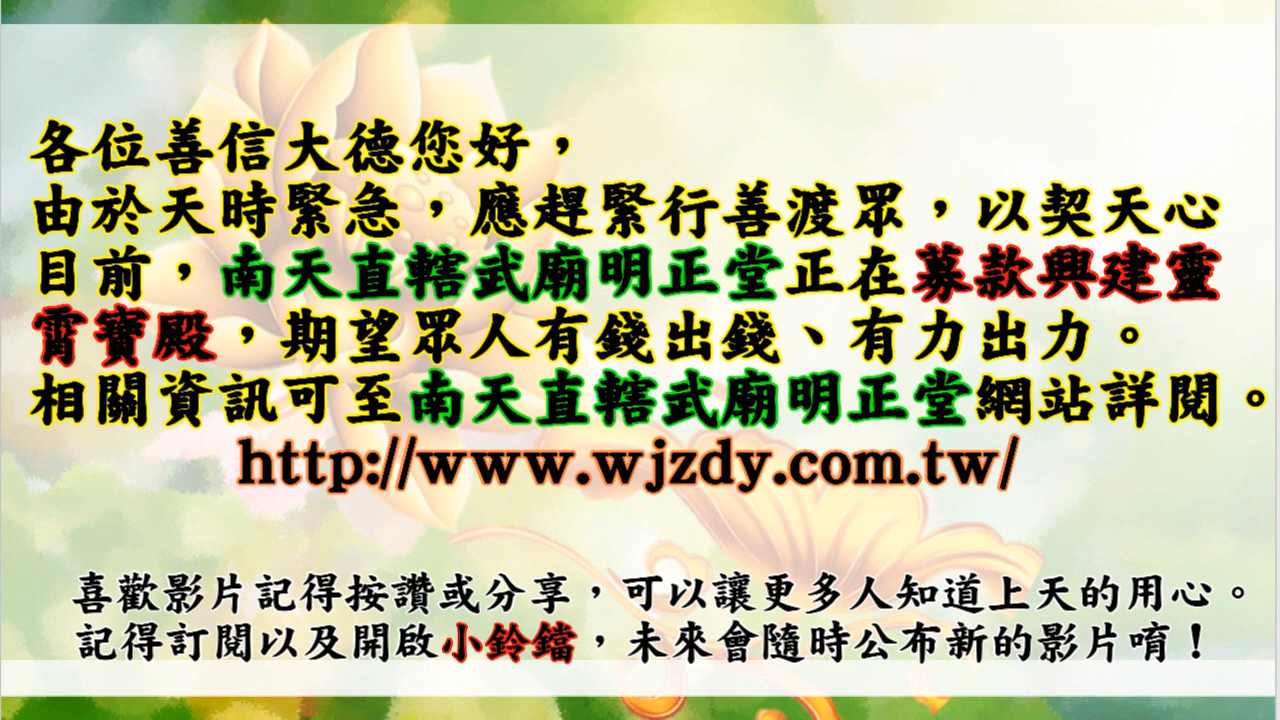 各位善信大德您好，
由於天時緊急，應趕緊行善渡眾，以契天心
目前，南天直轄武廟明正堂正在募款興建靈
霄寶殿，期望眾人有錢出錢、有力出力。
相關資訊可至南天直轄武廟明正堂網站詳閱。
http://www.wjzdy.com.tw/
喜歡影片記得按讚或分享，可以讓更多人知道上天的用心。
記得訂閱以及開啟小鈴鐺，未來會隨時公布新的影片唷！